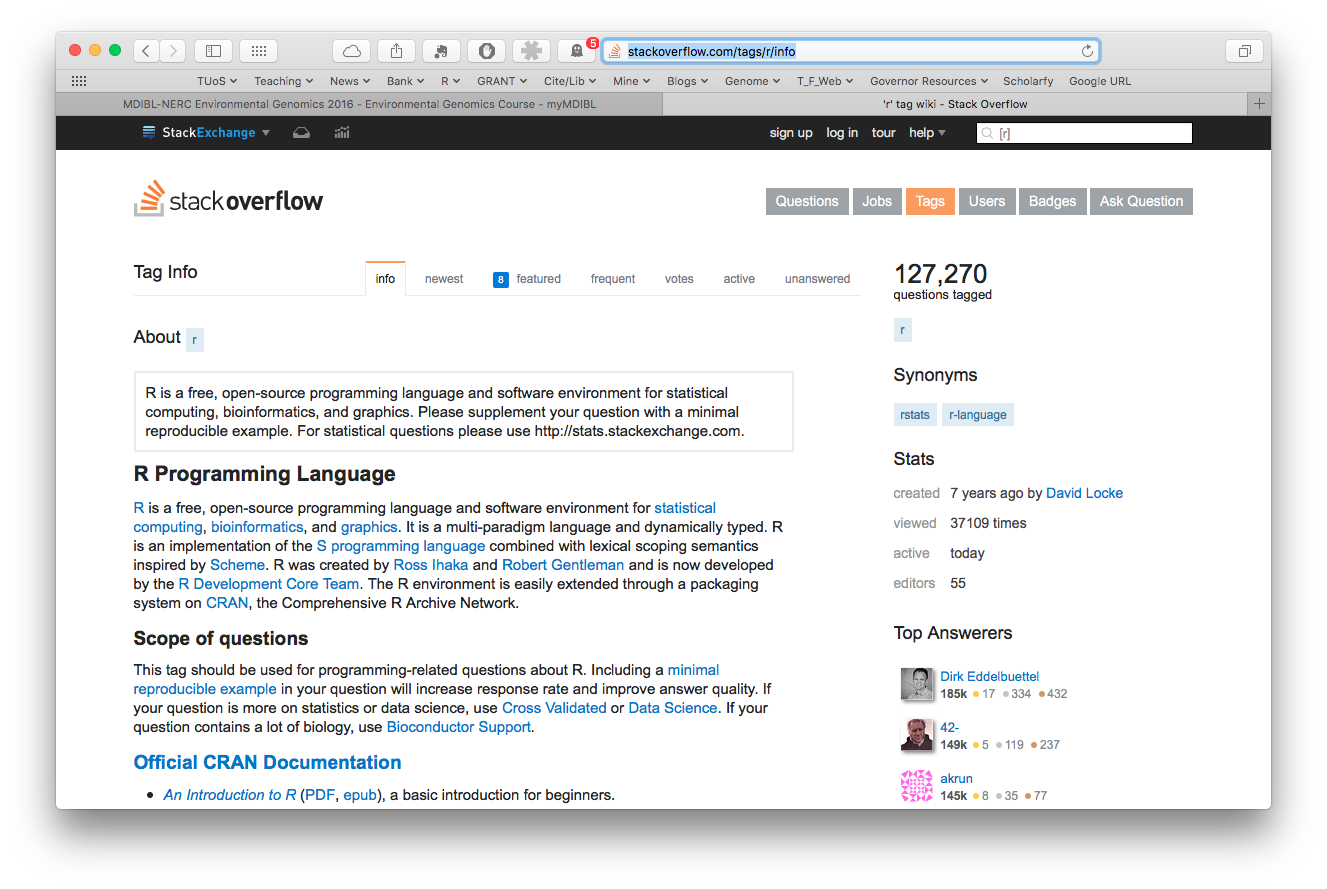 5
stackoverflow.com/tags/r/info
TUoS Teaching News Bank R GRANT Cite/Lib Mine Blogs Genome T_F_Web Governor Resources Scholarfy Google URL
MDIBL-NERC Environmental Genomics 2016 - Environmental Genomics Course - myMDIBL
'r' tag wiki - Stack Overflow
StackExchange
sign up log in tour help
[r]
stackoverflow
Questions Jobs Tags Users Badges Ask Question
Tag Info
info newest 8 featured frequent votes active unanswered
About r
R is a free, open-source programming language and software environment for statistical
computing, bioinformatics, and graphics. Please supplement your question with a minimal
reproducible example. For statistical questions please use http://stats.stackexchange.com.
R Programming Language
R is a free, open-source programming language and software environment for statistical
computing, bioinformatics, and graphics. It is a multi-paradigm language and dynamically typed. R
is an implementation of the S programming language combined with lexical scoping semantics
inspired by Scheme. R was created by Ross Ihaka and Robert Gentleman and is now developed
by the R Development Core Team. The R environment is easily extended through a packaging
system on CRAN, the Comprehensive R Archive Network.
Scope of questions
This tag should be used for programming-related questions about R. Including a minimal
reproducible example in your question will increase response rate and improve answer quality. If
your question is more on statistics or data science, use Cross Validated or Data Science. If your
question contains a lot of biology, use Bioconductor Support.
Official CRAN Documentation
• An Introduction to R (PDF, epub), a basic introduction for beginners.
127,270
questions tagged
r
Synonyms
rstats r-language
Stats
created 7 years ago by David Locke
viewed 37109 times
active today
editors 55
Top Answerers
Dirk Eddelbuettel
185k 17 334 432
42-
149k 5 119 237
akrun
145k 8 35 77